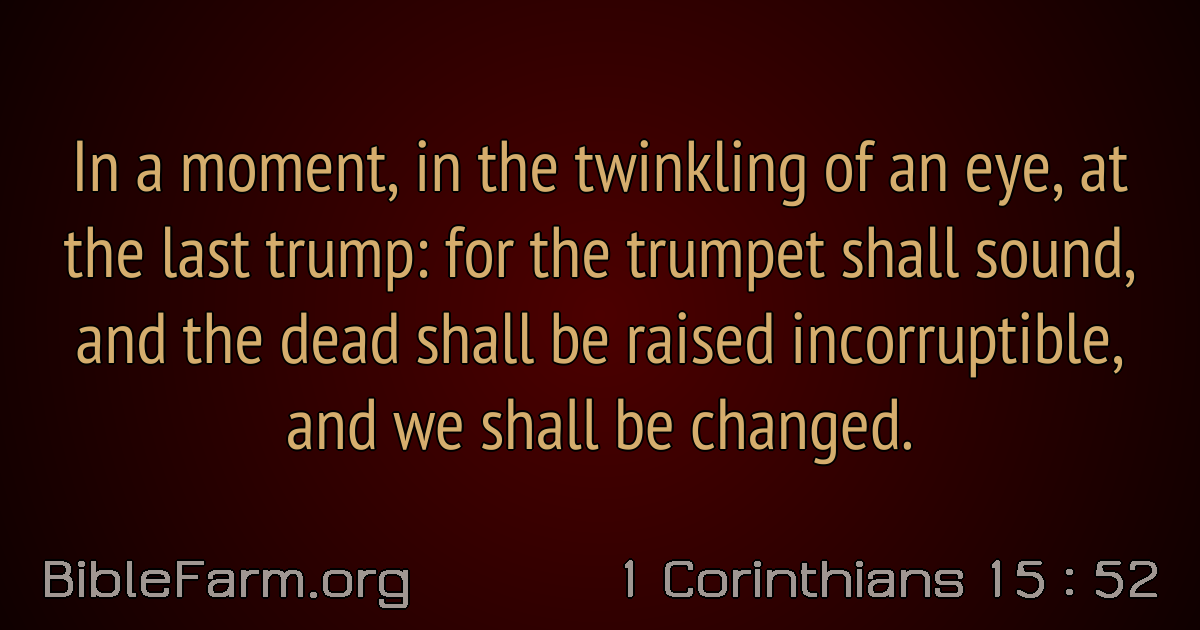 In a moment, in the twinkling of an eye, at
the last trump: for the trumpet shall sound,
and the dead shall be raised incorruptible,
and we shall be changed.
BibleFarm.org
1 Corinthians 15 : 52